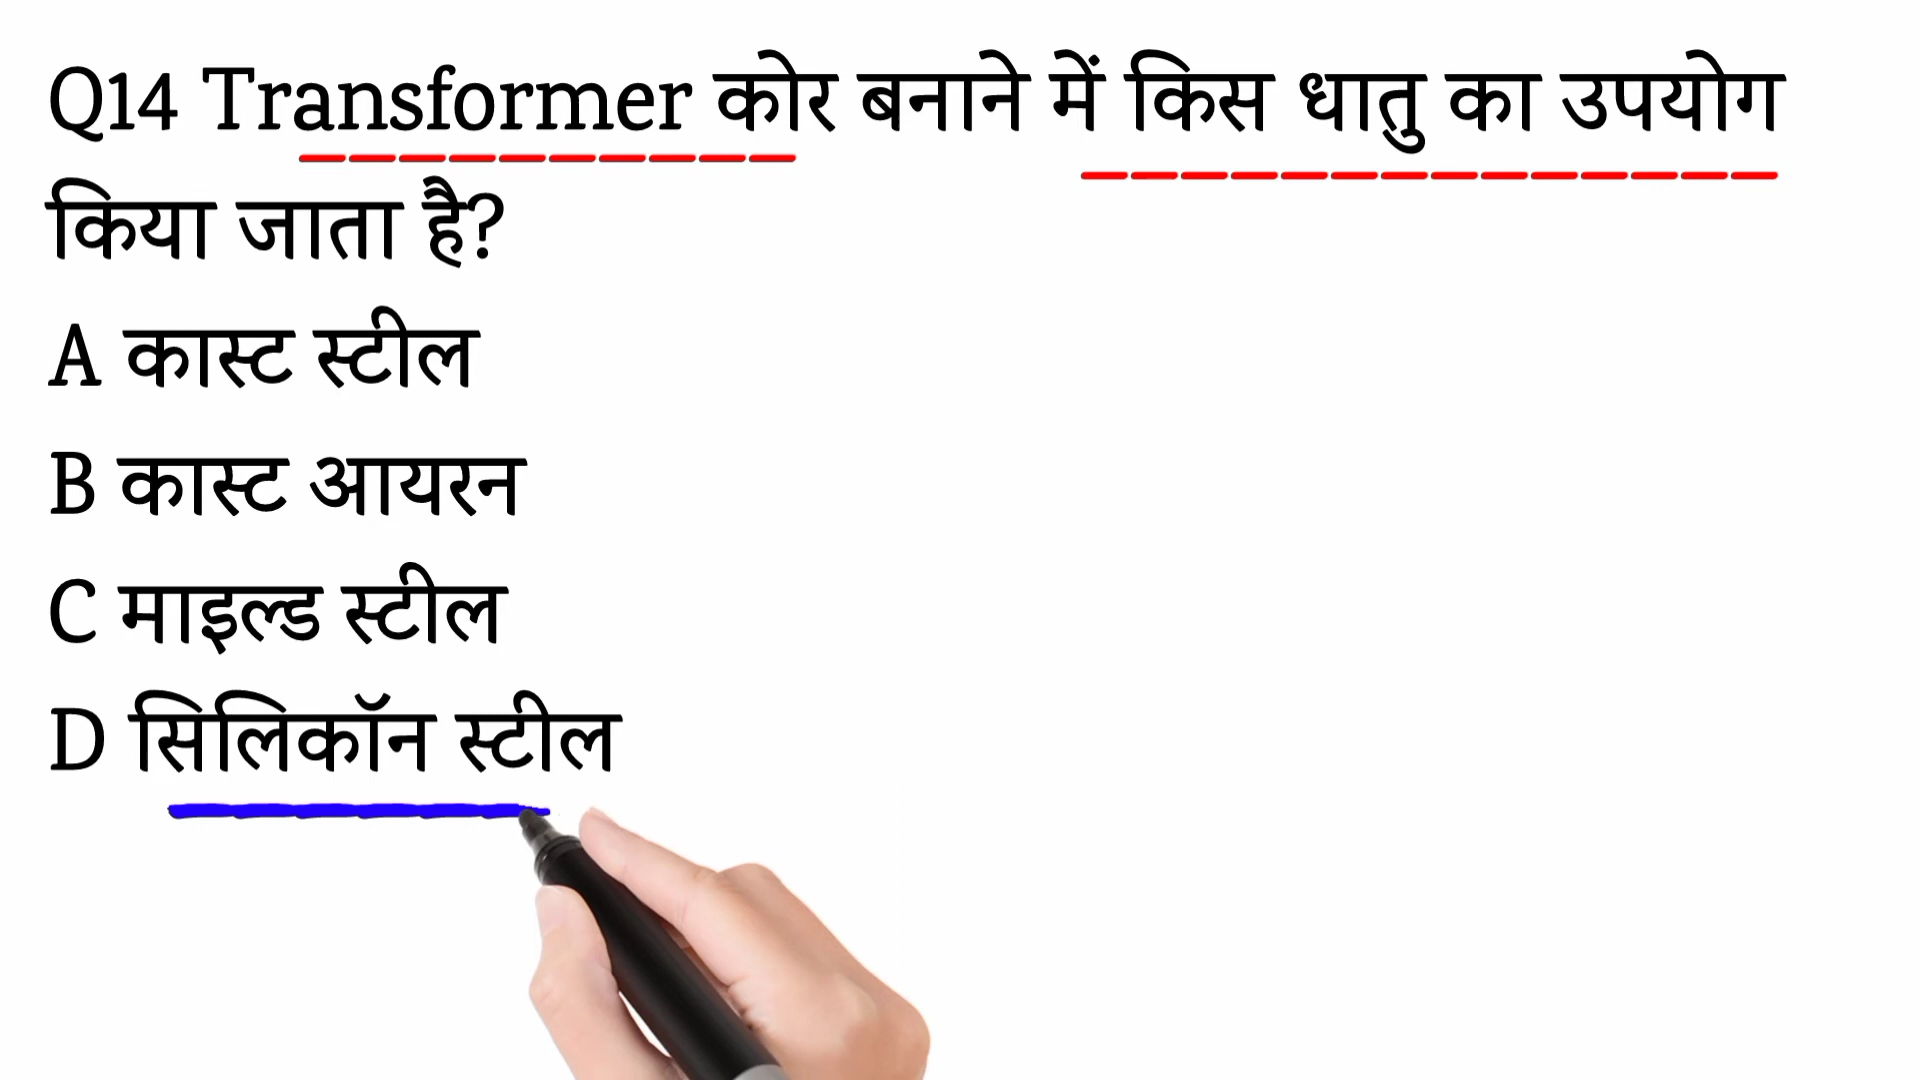 Q14 Transformer कोर बनाने में किस धातु का उपयोग
किया जाता है?
A कास्ट स्टील
B कास्ट आयरन
C माइल्ड स्टील
D सिलिकॉन स्टील